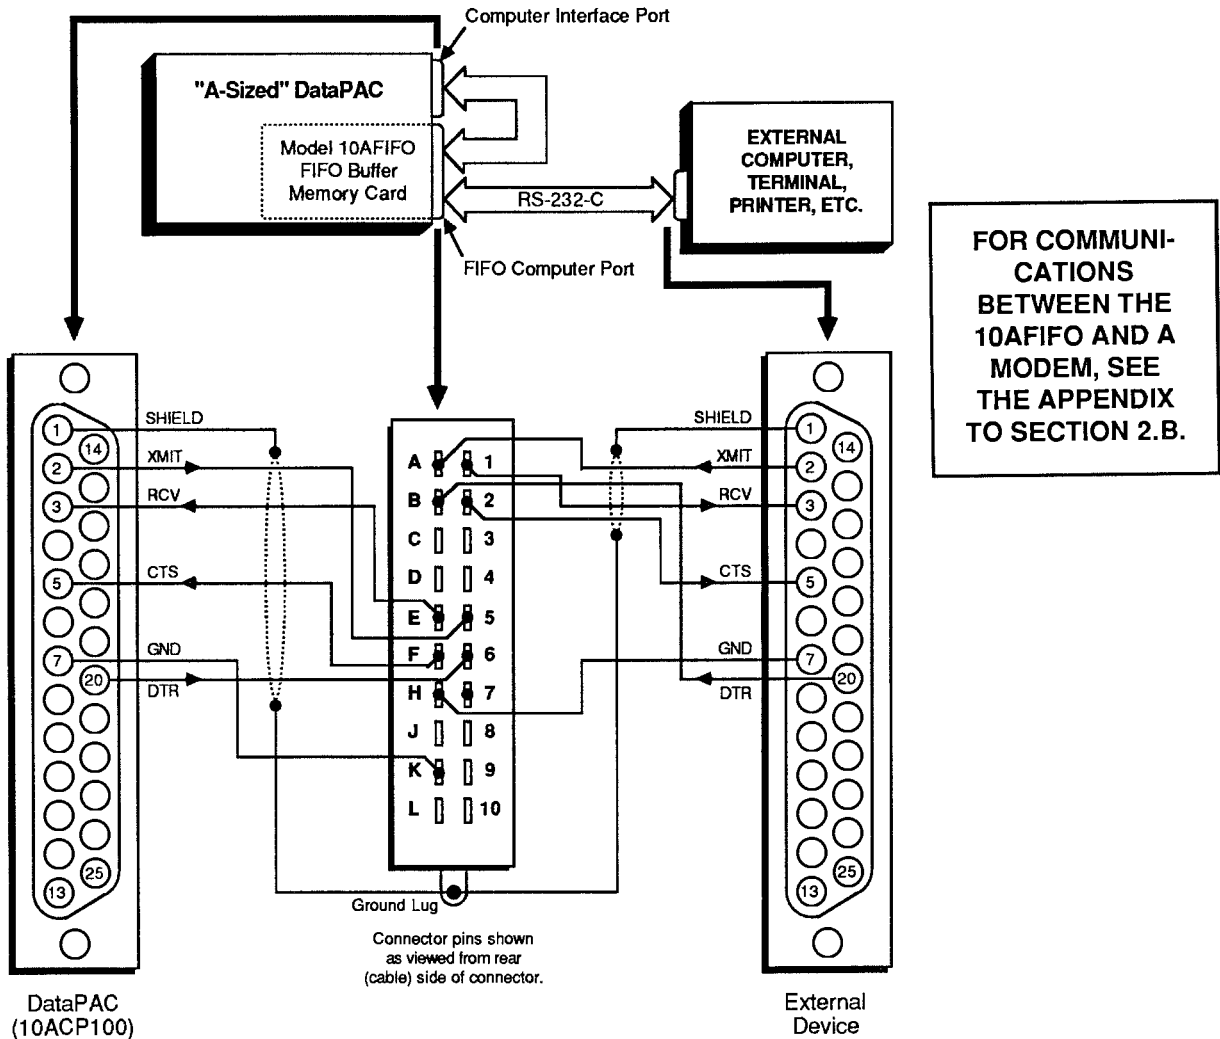 Computer Interface Port
"A-Sized" DataPAC
Model 10AFIFO
FIFO Buffer
Memory Card
RS-232-C
EXTERNAL
COMPUTER,
TERMINAL,
PRINTER, ETC.
FIFO Computer Port
FOR COMMUNI-
CATIONS
BETWEEN THE
10AFIFO AND A
MODEM, SEE
THE APPENDIX
TO SECTION 2.B.
1
14
2
3
5
7
20
25
13
SHIELD
XMIT
RCV
CTS
GND
DTR
A 1
B 2
C 3
D 4
E 5
F 6
H 7
J 8
K 9
L 10
SHIELD
XMIT
RCV
CTS
GND
DTR
1
14
2
3
5
7
20
25
13
Ground Lug
Connector pins shown
as viewed from rear
(cable) side of connector.
DataPAC
(10ACP100)
External
Device